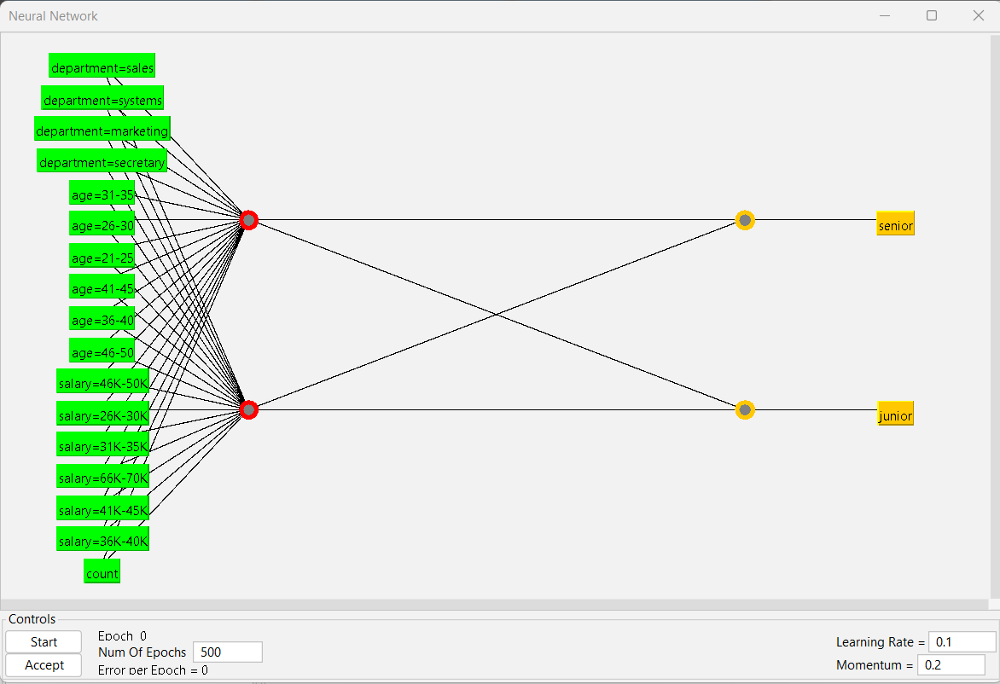 Neural Network
department=sales
department=systems
department=marketing
department=secretary
age=31-35
age=26-30
age=21-25
age=41-45
age=36-40
age=46-50
salary=46K-50K
salary=26K-30K
salary=31K-35K
salary=66K-70K
salary=41K-45K
salary=36K-40K
count
senior
junior
Controls
Start
Accept
Epoch 0
Num Of Epochs 500
Error per Epoch = 0
Learning Rate = 0.1
Momentum = 0.2